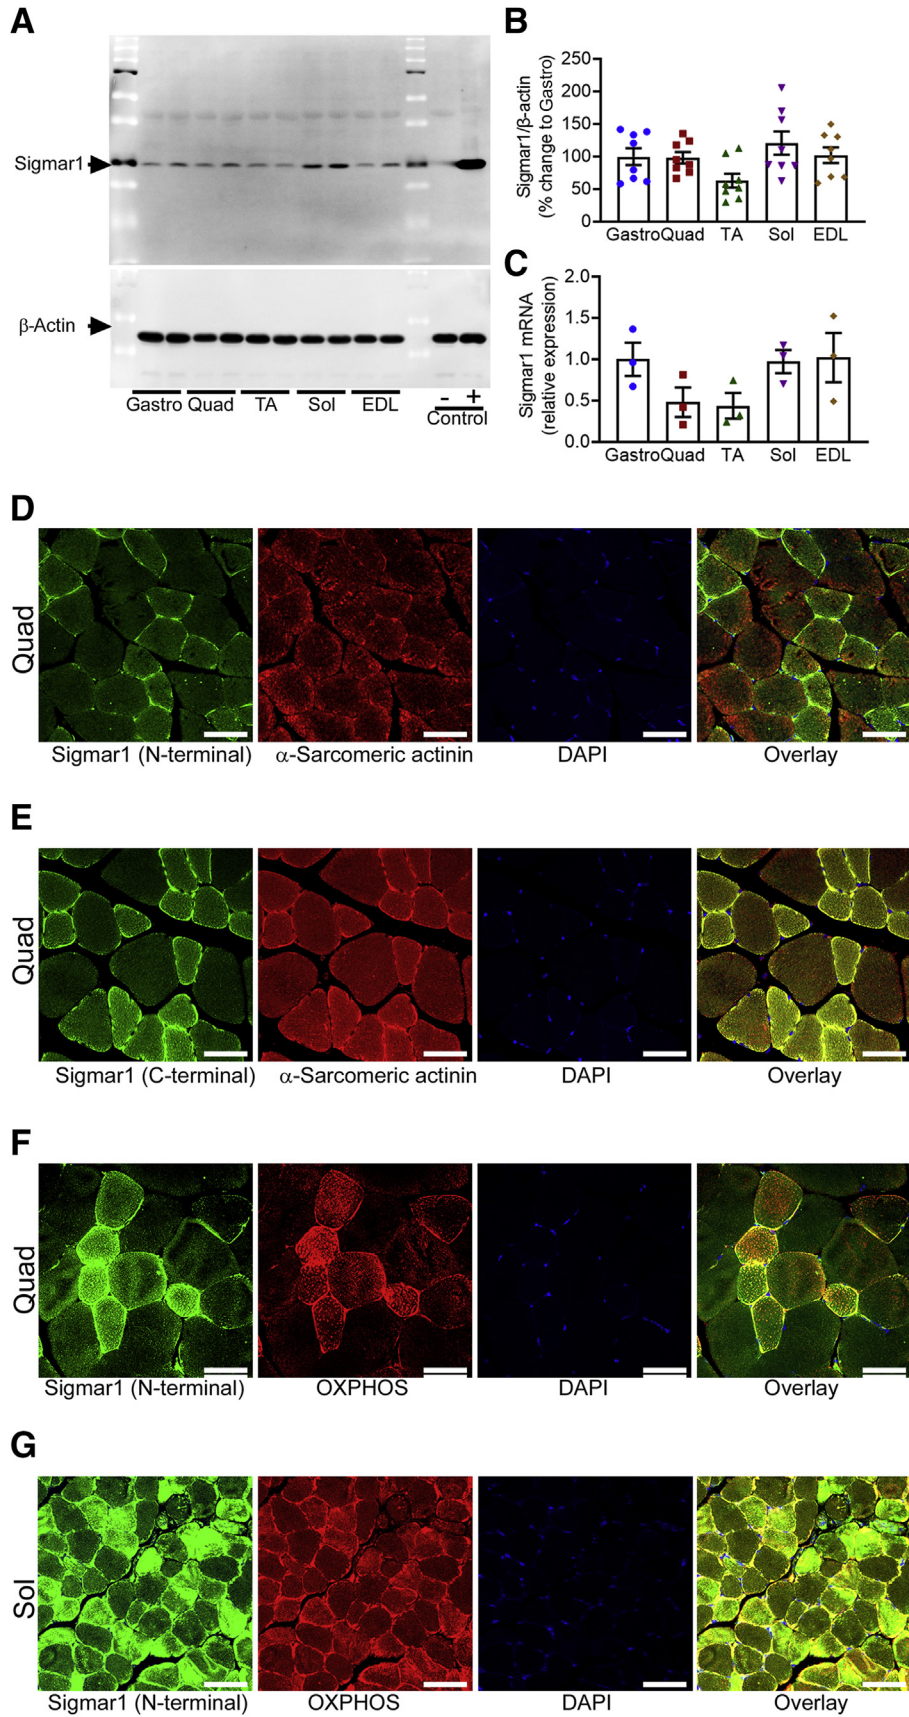 A
Sigmar1
β-Actin
Gastro Quad TA Sol EDL - +
Control
B
Sigmar1/β-actin
(% change to Gastro)
250
200
150
100
50
0
Gastro Quad TA Sol EDL
C
Sigmar1 mRNA
(relative expression)
2.0
1.5
1.0
0.5
0.0
Gastro Quad TA Sol EDL
D
Quad
Sigmar1 (N-terminal) α-Sarcomeric actinin DAPI Overlay
E
Quad
Sigmar1 (C-terminal) α-Sarcomeric actinin DAPI Overlay
F
Quad
Sigmar1 (N-terminal) OXPHOS DAPI Overlay
G
Sol
Sigmar1 (N-terminal) OXPHOS DAPI Overlay